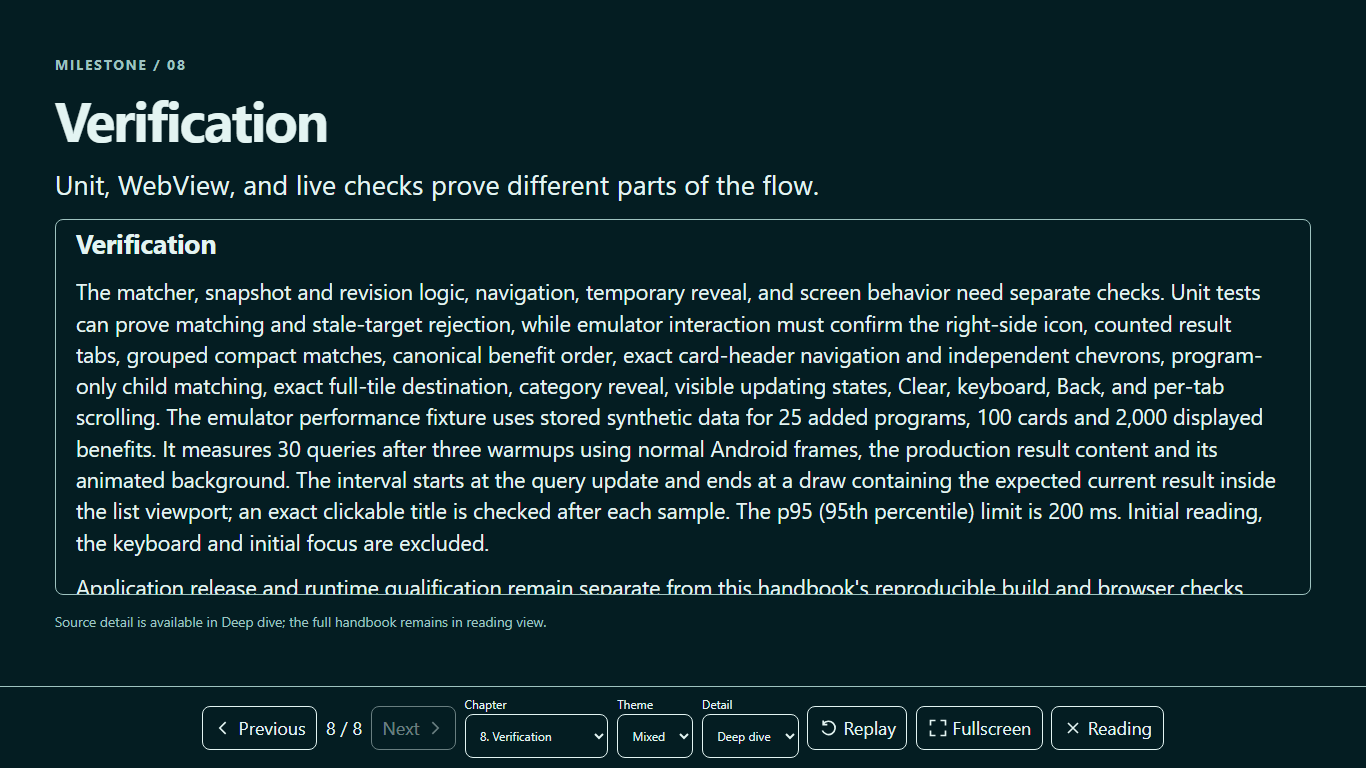 MILESTONE / 08
Verification
Unit, WebView, and live checks prove different parts of the flow.
Verification
The matcher, snapshot and revision logic, navigation, temporary reveal, and screen behavior need separate checks. Unit tests
can prove matching and stale-target rejection, while emulator interaction must confirm the right-side icon, counted result
tabs, grouped compact matches, canonical benefit order, exact card-header navigation and independent chevrons, program-
only child matching, exact full-tile destination, category reveal, visible updating states, Clear, keyboard, Back, and per-tab
scrolling. The emulator performance fixture uses stored synthetic data for 25 added programs, 100 cards and 2,000 displayed
benefits. It measures 30 queries after three warmups using normal Android frames, the production result content and its
animated background. The interval starts at the query update and ends at a draw containing the expected current result inside
the list viewport; an exact clickable title is checked after each sample. The p95 (95th percentile) limit is 200 ms. Initial reading,
the keyboard and initial focus are excluded.
Application release and runtime qualification remain separate from this handbook's reproducible build and browser checks
Source detail is available in Deep dive; the full handbook remains in reading view.
Chapter
Theme
Detail
Previous
8 / 8
Next
8. Verification
Mixed
Deep dive
Replay
Fullscreen
Reading